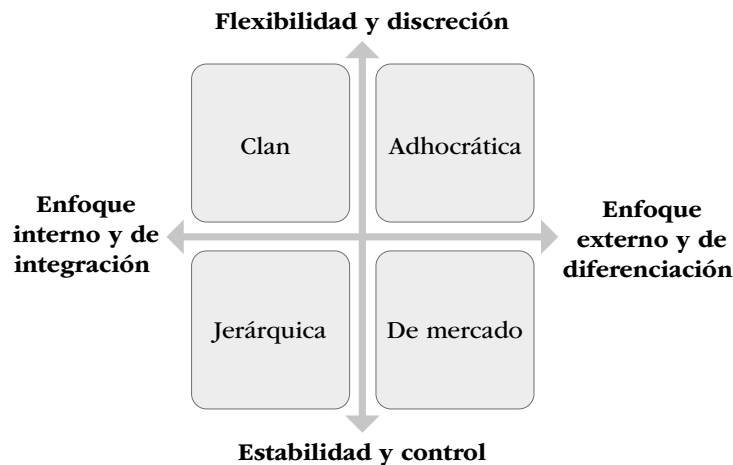 Flexibilidad y discreción
Clan
Adhocrática
Enfoque
interno y de
integración
Enfoque
externo y de
diferenciación
Jerárquica
De mercado
Estabilidad y control